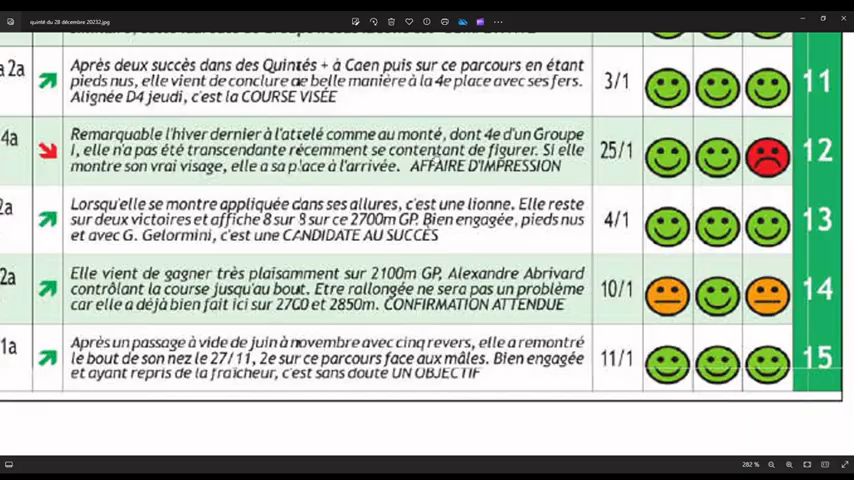 quinté du 28 décembre 20232.jpg
a 2a
Après deux succès dans des Quintés + à Caen puis sur ce parcours en étant
pieds nus, elle vient de conclure de belle manière à la 4e place avec ses fers.
Alignée D4 jeudi, c'est la COURSE VISÉE
3/1
11
4a
Remarquable l'hiver dernier à l'attelé comme au monté, dont 4e d'un Groupe
I, elle n'a pas été transcendante récemment se contentant de figurer. Si elle
montre son vrai visage, elle a sa place à l'arrivée. AFFAIRE D'IMPRESSION
25/1
12
2a
Lorsqu'elle se montre appliquée dans ses allures, c'est une lionne. Elle reste
sur deux victoires et affiche 8 sur 8 sur ce 2700m GP. Bien engagée, pieds nus
et avec G. Gelormini, c'est une CANDIDATE AU SUCCÈS
4/1
13
2a
Elle vient de gagner très plaisamment sur 2100m GP, Alexandre Abrivard
contrôlant la course jusqu'au bout. Etre rallongée ne sera pas un problème
car elle a déjà bien fait ici sur 2700 et 2850m. CONFIRMATION ATTENDUE
10/1
14
1a
Après un passage à vide de juin à novembre avec cinq revers, elle a remontré
le bout de son nez le 27/11, 2e sur ce parcours face aux mâles. Bien engagée
et ayant repris de la fraîcheur, c'est sans doute UN OBJECTIF
11/1
15
282 %